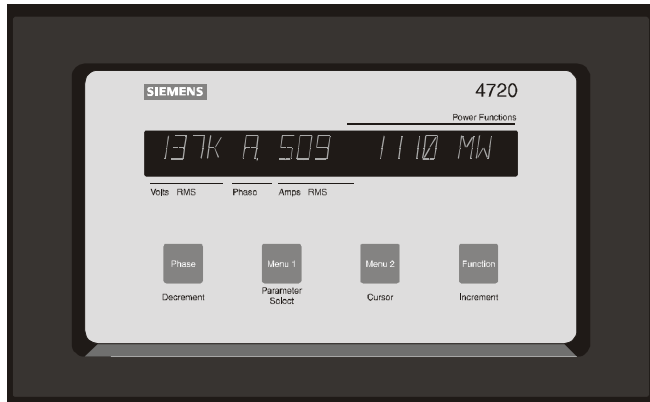 SIEMENS 4720
Power Functions
137K A. 509 1110 MW
Volts RMS Phase Amps RMS
Phase Menu 1 Menu 2 Function
Decrement Parameter Select Cursor Increment